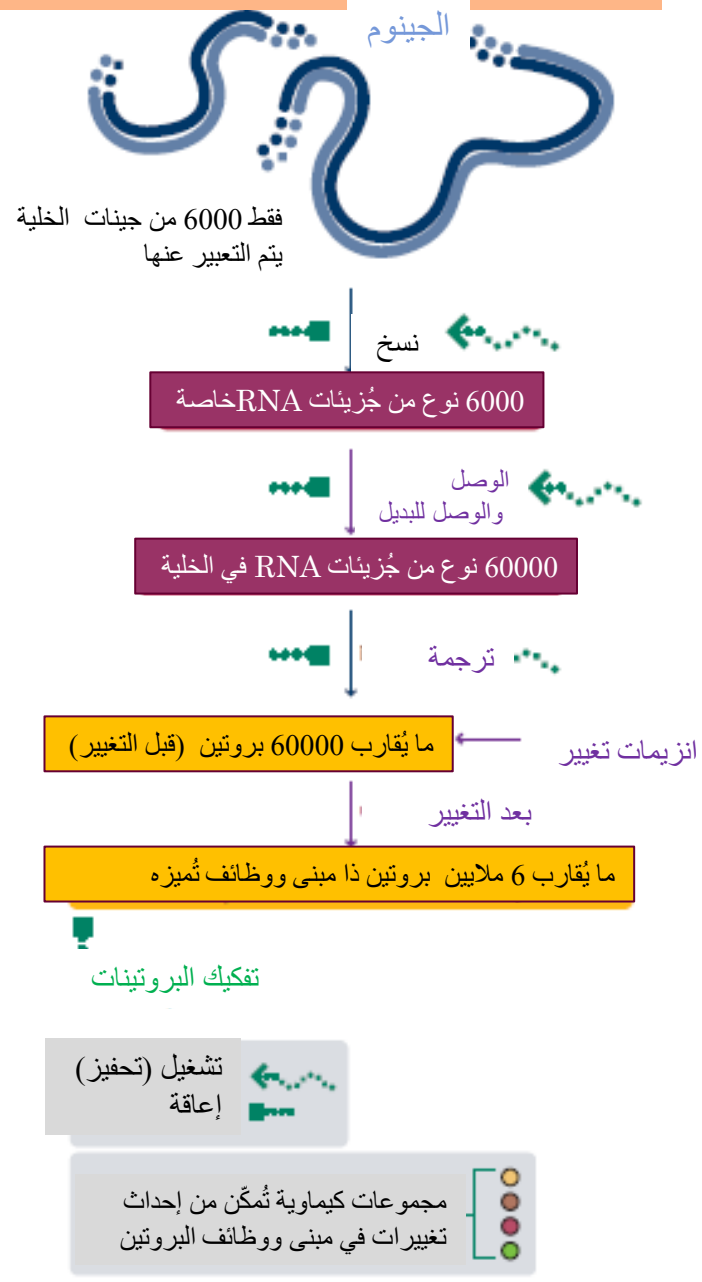 الجينوم
فقط 6000 من جينات الخلية
يتم التعبير عنها
نسخ
6000 نوع من جُزيئات RNAخاصة
الوصل
والوصل للبديل
60000 نوع من جُزيئات RNA في الخلية
ترجمة
ما يُقارب 60000 بروتين (قبل التغيير)
انزيمات تغيير
بعد التغيير
ما يُقارب 6 ملايين بروتين ذا مبنى ووظائف تُميزه
تفكيك البروتينات
تشغيل (تحفيز)
إعاقة
مجموعات كيماوية تُمكّن من إحداث
تغييرات في مبنى ووظائف البروتين